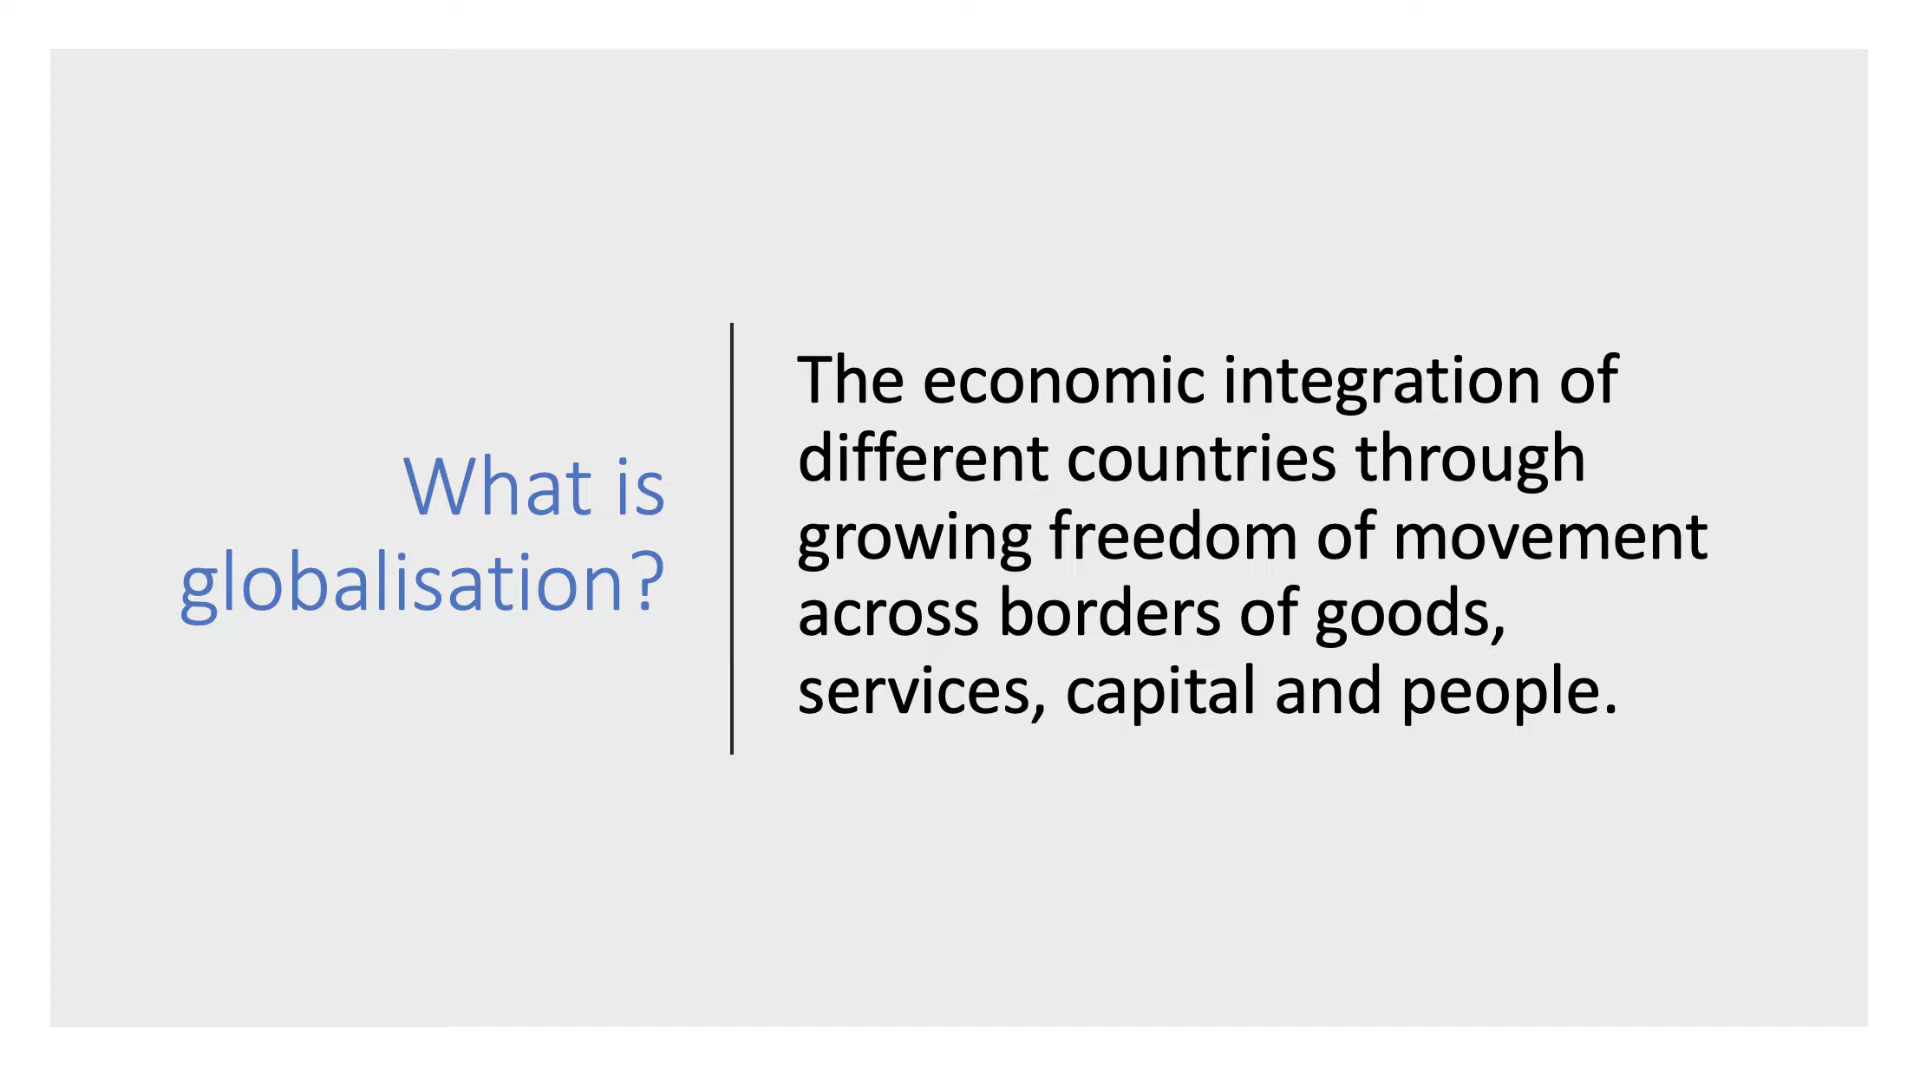 What is
globalisation?
The economic integration of
different countries through
growing freedom of movement
across borders of goods,
services, capital and people.